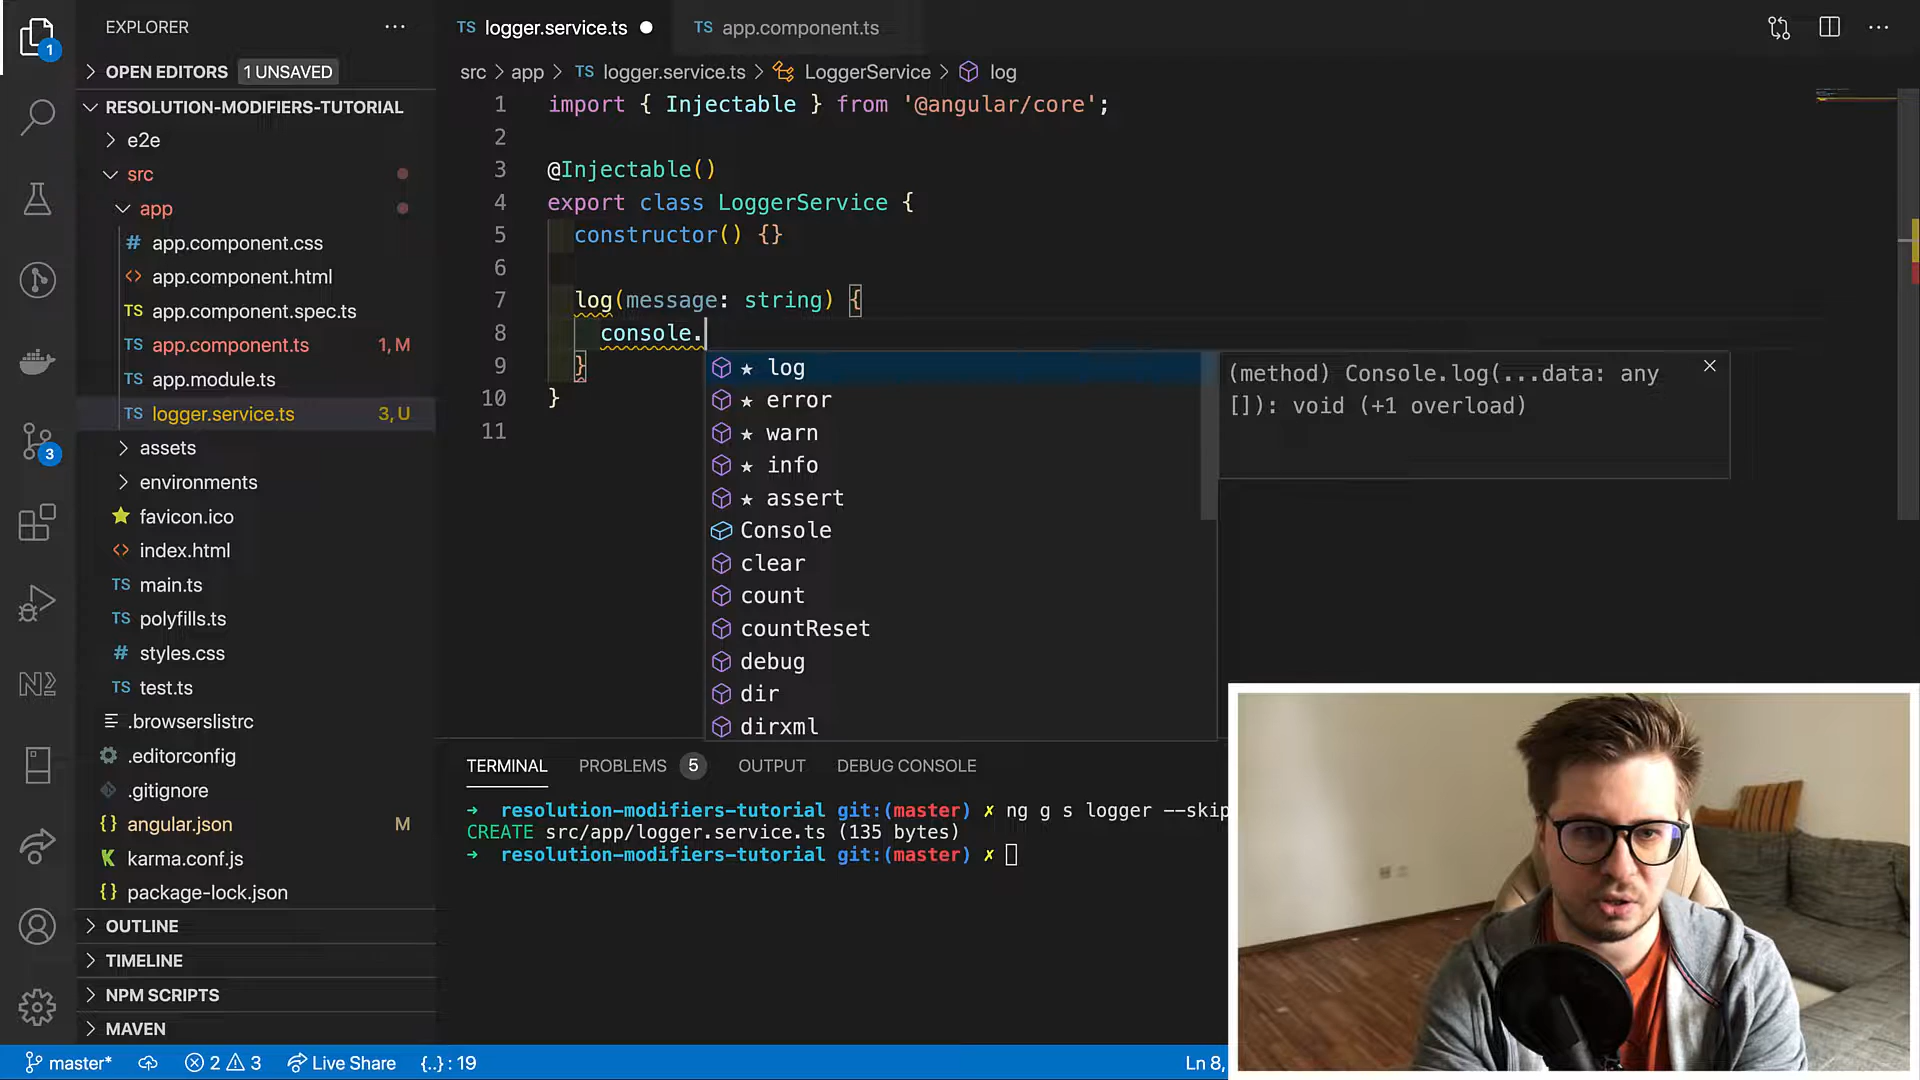 EXPLORER
OPEN EDITORS 1 UNSAVED
RESOLUTION-MODIFIERS-TUTORIAL
e2e
src
app
# app.component.css
<> app.component.html
TS app.component.spec.ts
TS app.component.ts 1, M
TS app.module.ts
TS logger.service.ts 3, U
assets
environments
favicon.ico
<> index.html
TS main.ts
TS polyfills.ts
# styles.css
TS test.ts
.browserslistrc
.editorconfig
.gitignore
{} angular.json M
karma.conf.js
{} package-lock.json
OUTLINE
TIMELINE
NPM SCRIPTS
MAVEN
1
3
TS logger.service.ts ● TS app.component.ts
src > app > TS logger.service.ts > LoggerService > log
1 import { Injectable } from '@angular/core';
2
3 @Injectable()
4 export class LoggerService {
5 constructor() {}
6
7 log(message: string) {
8 console.
9 }
10 }
11
★ log
★ error
★ warn
★ info
★ assert
Console
clear
count
countReset
debug
dir
dirxml
(method) Console.log(...data: any
[]): void (+1 overload)
TERMINAL PROBLEMS 5 OUTPUT DEBUG CONSOLE
➜ resolution-modifiers-tutorial git:(master) ✗ ng g s logger --skip
CREATE src/app/logger.service.ts (135 bytes)
➜ resolution-modifiers-tutorial git:(master) ✗
master* 2 3 Live Share {..} : 19 Ln 8,